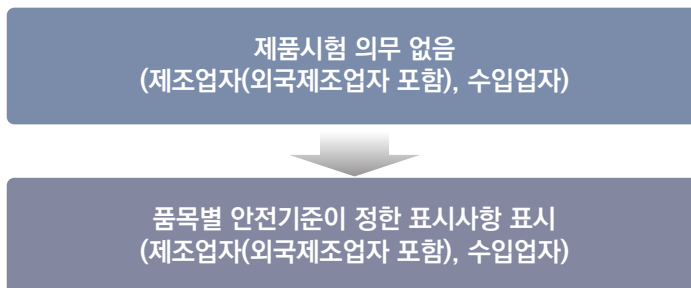 제품시험 의무 없음
(제조업자(외국제조업자 포함), 수입업자)
품목별 안전기준이 정한 표시사항 표시
(제조업자(외국제조업자 포함), 수입업자)